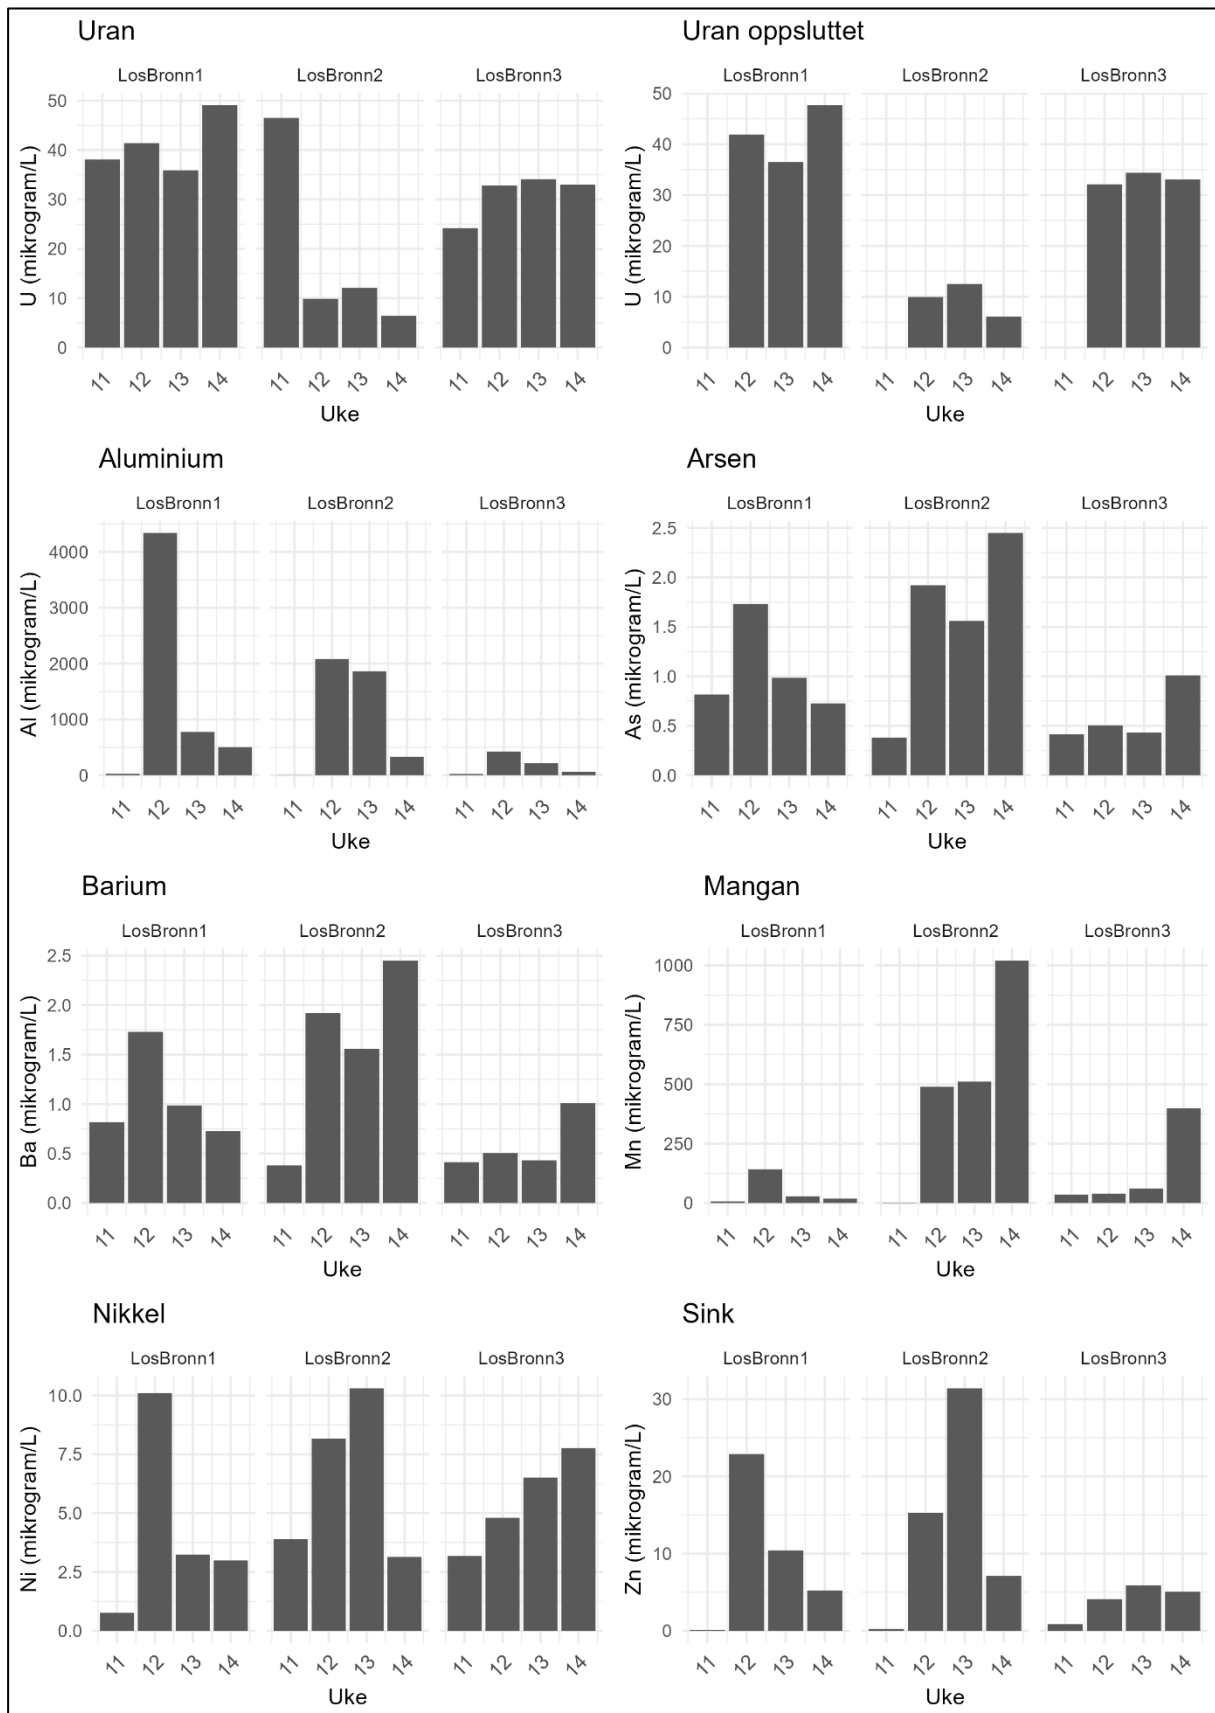 Uran
LosBronn1 LosBronn2 LosBronn3
U (mikrogram/L)
50
40
30
20
10
0
11 12 13 14 11 12 13 14 11 12 13 14
Uke
Uran oppsluttet
LosBronn1 LosBronn2 LosBronn3
U (mikrogram/L)
50
40
30
20
10
0
11 12 13 14 11 12 13 14 11 12 13 14
Uke
Aluminium
LosBronn1 LosBronn2 LosBronn3
Al (mikrogram/L)
4000
3000
2000
1000
0
11 12 13 14 11 12 13 14 11 12 13 14
Uke
Arsen
LosBronn1 LosBronn2 LosBronn3
As (mikrogram/L)
2.5
2.0
1.5
1.0
0.5
0.0
11 12 13 14 11 12 13 14 11 12 13 14
Uke
Barium
LosBronn1 LosBronn2 LosBronn3
Ba (mikrogram/L)
2.5
2.0
1.5
1.0
0.5
0.0
11 12 13 14 11 12 13 14 11 12 13 14
Uke
Mangan
LosBronn1 LosBronn2 LosBronn3
Mn (mikrogram/L)
1000
750
500
250
0
11 12 13 14 11 12 13 14 11 12 13 14
Uke
Nikkel
LosBronn1 LosBronn2 LosBronn3
Ni (mikrogram/L)
10.0
7.5
5.0
2.5
0.0
11 12 13 14 11 12 13 14 11 12 13 14
Uke
Sink
LosBronn1 LosBronn2 LosBronn3
Zn (mikrogram/L)
30
20
10
0
11 12 13 14 11 12 13 14 11 12 13 14
Uke